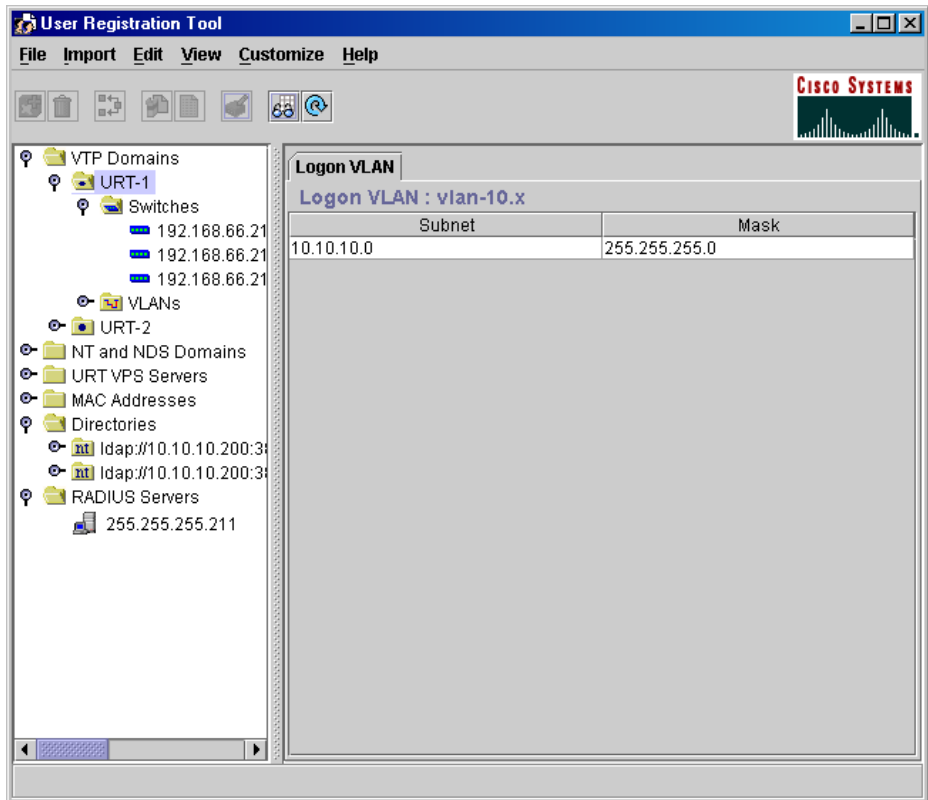 User Registration Tool
File Import Edit View Customize Help
CISCO SYSTEMS
VTP Domains
URT-1
Switches
192.168.66.21
192.168.66.21
192.168.66.21
VLANs
URT-2
NT and NDS Domains
URT VPS Servers
MAC Addresses
Directories
nt ldap://10.10.10.200:38
nt ldap://10.10.10.200:38
RADIUS Servers
255.255.255.211
Logon VLAN
Logon VLAN : vlan-10.x
Subnet Mask
10.10.10.0 255.255.255.0